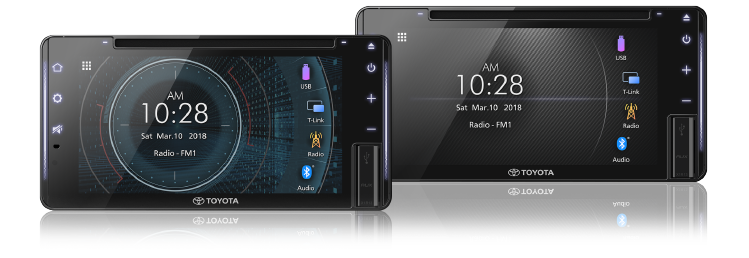 AM
10:28
Sat Mar.10 2018
Radio - FM1
USB
T-Link
Radio
Audio
TOYOTA
AM
10:28
Sat Mar.10 2018
Radio - FM1
USB
T-Link
Radio
Audio
TOYOTA